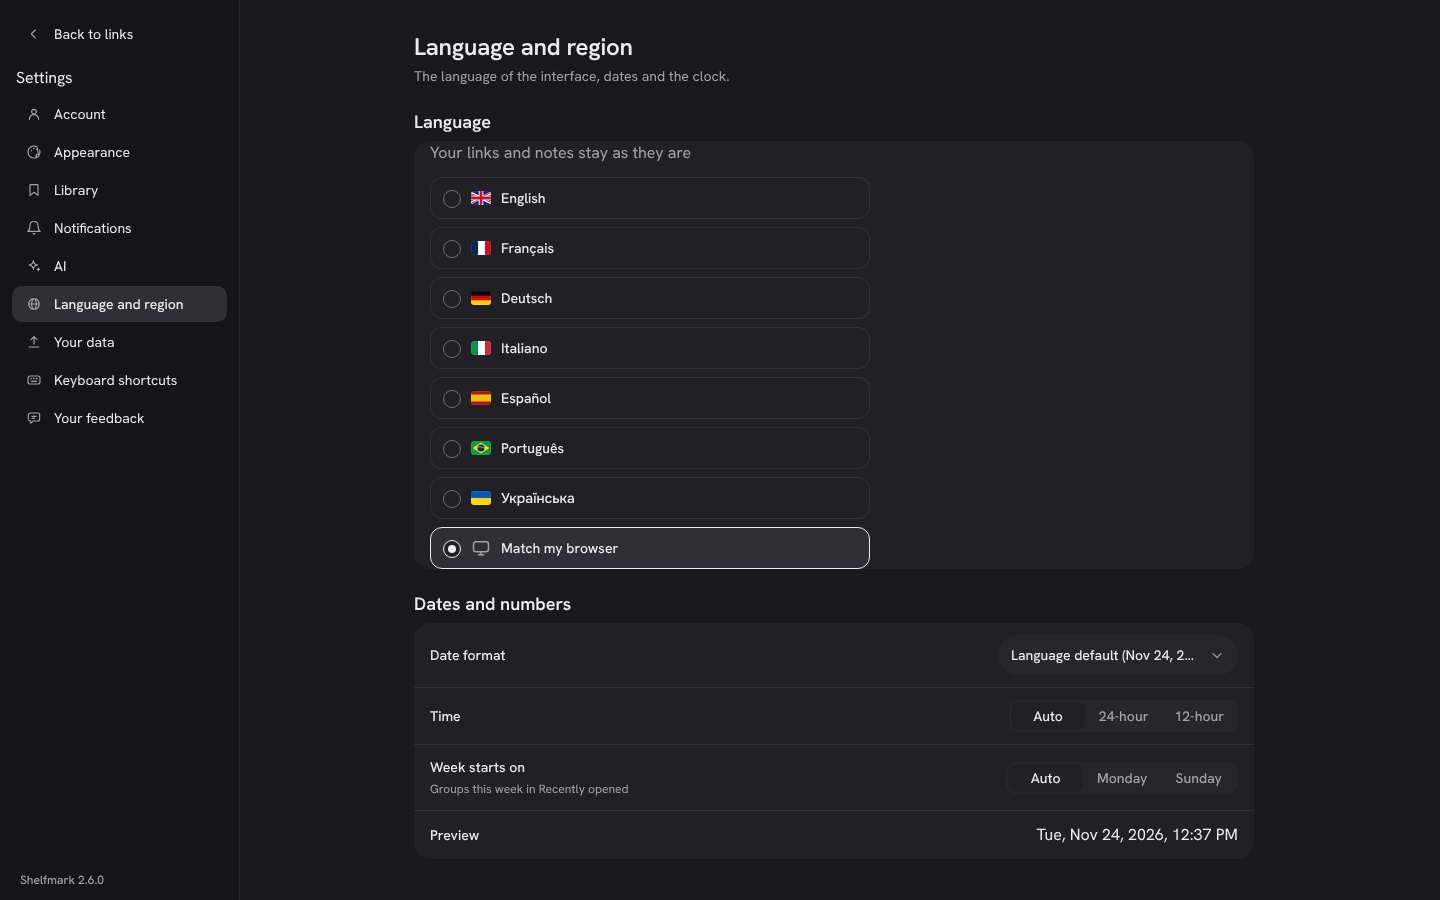 Back to links
Settings
Account
Appearance
Library
Notifications
AI
Language and region
Your data
Keyboard shortcuts
Your feedback
Shelfmark 2.6.0
Language and region
The language of the interface, dates and the clock.
Language
Your links and notes stay as they are
English
Français
Deutsch
Italiano
Español
Português
Українська
Match my browser
Dates and numbers
Date format
Language default (Nov 24, 2...
Time
Auto 24-hour 12-hour
Week starts on
Groups this week in Recently opened
Auto Monday Sunday
Preview
Tue, Nov 24, 2026, 12:37 PM